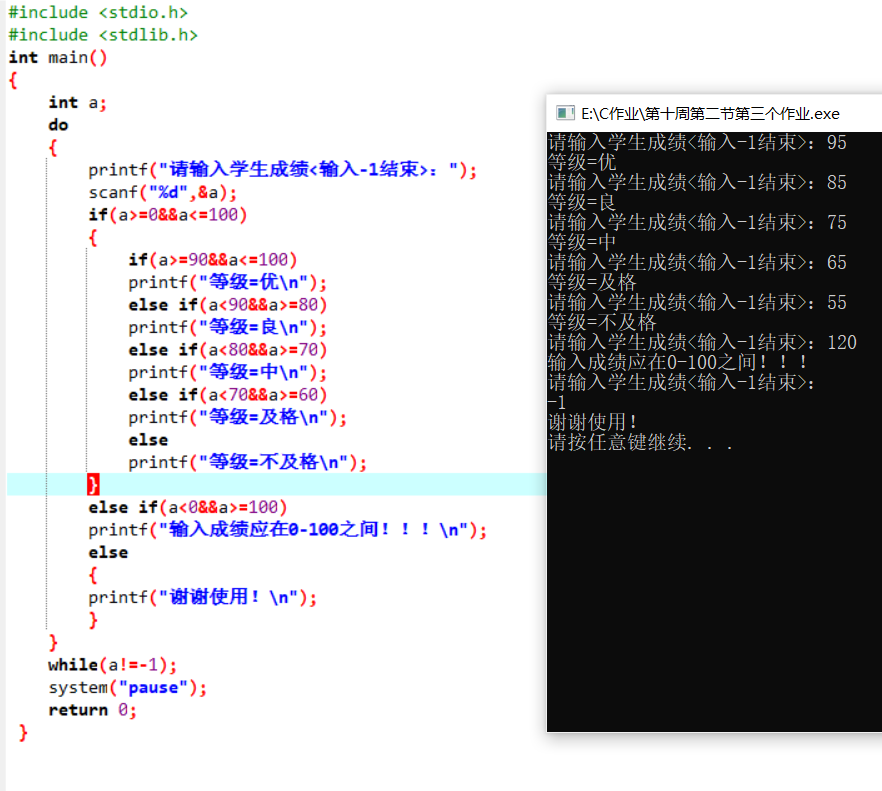 #include <stdio.h>
#include <stdlib.h>
int main()
{
    int a;
    do
    {
        printf("请输入学生成绩<输入-1结束>：");
        scanf("%d",&a);
        if(a>=0&&a<=100)
        {
            if(a>=90&&a<=100)
            printf("等级=优\n");
            else if(a<90&&a>=80)
            printf("等级=良\n");
            else if(a<80&&a>=70)
            printf("等级=中\n");
            else if(a<70&&a>=60)
            printf("等级=及格\n");
            else
            printf("等级=不及格\n");
        }
        else if(a<0&&a>=100)
        printf("输入成绩应在0-100之间！！！\n");
        else
        {
        printf("谢谢使用！\n");
        }
    }
    while(a!=-1);
    system("pause");
    return 0;
 }
E:\C作业\第十周第二节第三个作业.exe
请输入学生成绩<输入-1结束>：95
等级=优
请输入学生成绩<输入-1结束>：85
等级=良
请输入学生成绩<输入-1结束>：75
等级=中
请输入学生成绩<输入-1结束>：65
等级=及格
请输入学生成绩<输入-1结束>：55
等级=不及格
请输入学生成绩<输入-1结束>：120
输入成绩应在0-100之间！！！
请输入学生成绩<输入-1结束>：
-1
谢谢使用！
请按任意键继续. . .